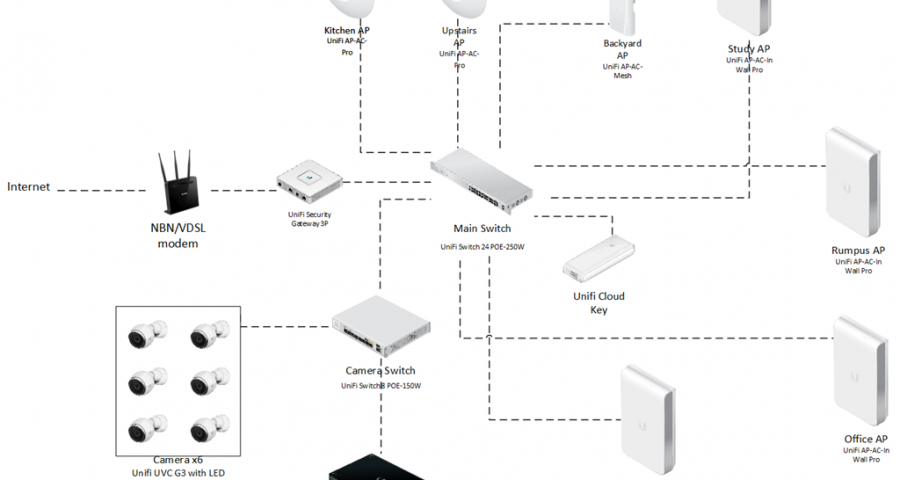 Kitchen AP
UniFi AP-AC-
Pro
Upstairs
AP
UniFi AP-AC-
Pro
Backyard
AP
UniFi AP-AC-
Mesh
Study AP
UniFi AP-AC-In
Wall Pro
Internet
NBN/VDSL
modem
UniFi Security
Gateway 3P
Main Switch
UniFi Switch 24 POE-250W
Unifi Cloud
Key
Rumpus AP
UniFi AP-AC-In
Wall Pro
Camera Switch
UniFi Switch 8 POE-150W
Office AP
UniFi AP-AC-In
Wall Pro
Camera x6
Unifi UVC G3 with LED